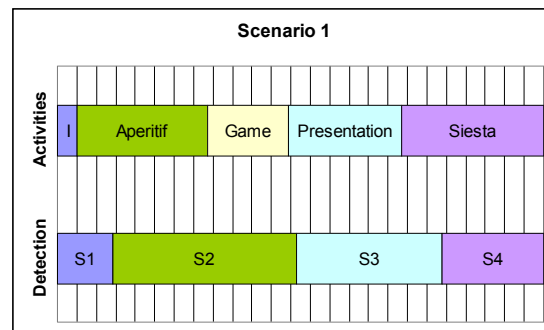 Scenario 1
Activities
I
Aperitif
Game
Presentation
Siesta
Detection
S1
S2
S3
S4